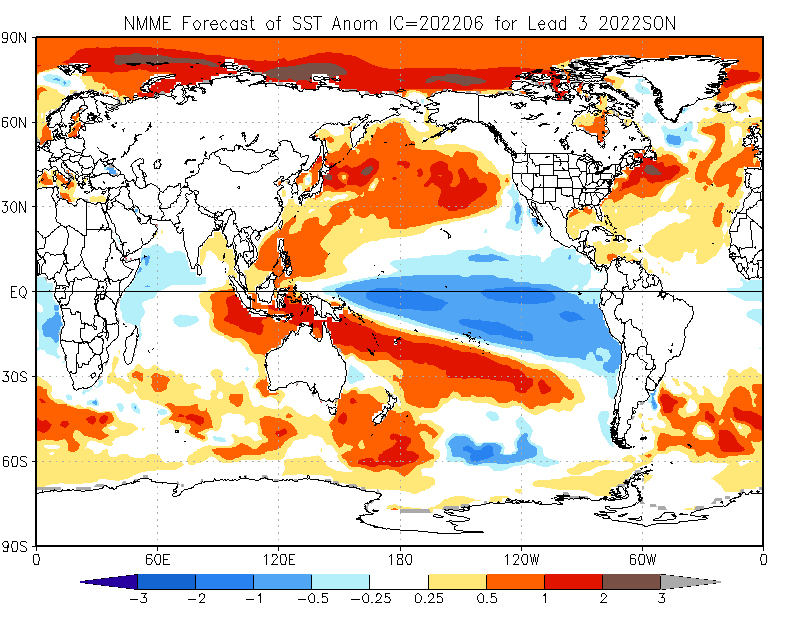 NMME Forecast of SST Anom IC=202206 for Lead 3 2022SON
90N
60N
30N
EQ
30S
60S
90S
0 60E 120E 180 120W 60W 0
-3 -2 -1 -0.5 -0.25 0.25 0.5 1 2 3